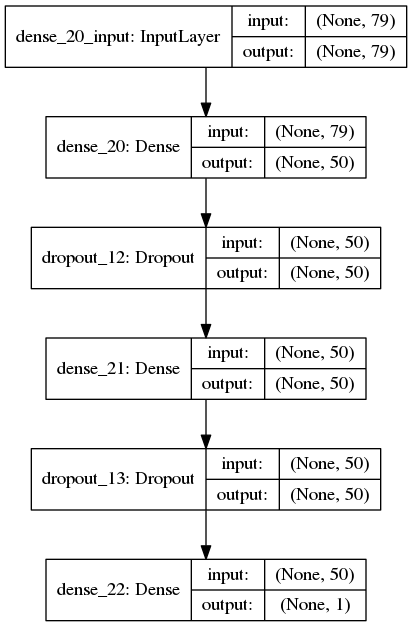 dense_20_input: InputLayer
input:
(None, 79)
output:
(None, 79)
dense_20: Dense
input:
(None, 79)
output:
(None, 50)
dropout_12: Dropout
input:
(None, 50)
output:
(None, 50)
dense_21: Dense
input:
(None, 50)
output:
(None, 50)
dropout_13: Dropout
input:
(None, 50)
output:
(None, 50)
dense_22: Dense
input:
(None, 50)
output:
(None, 1)